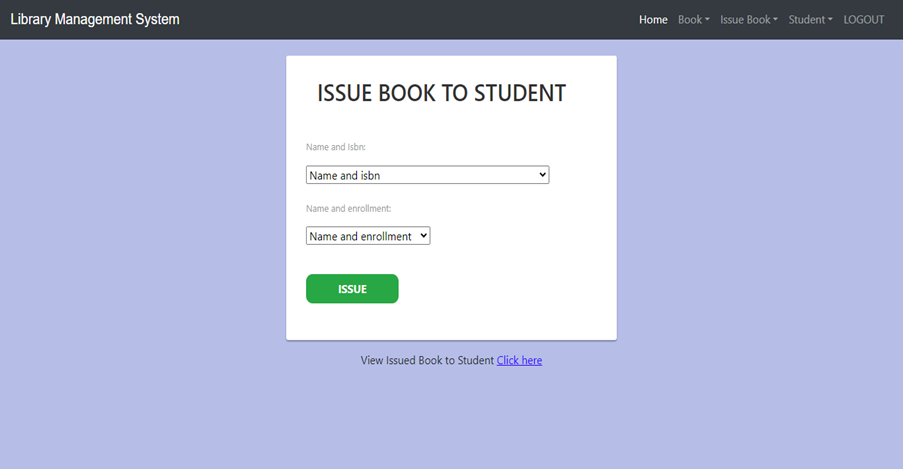 Library Management System Home Book Issue Book Student LOGOUT
ISSUE BOOK TO STUDENT
Name and Isbn:
Name and isbn
Name and enrollment:
Name and enrollment
ISSUE
View Issued Book to Student Click here